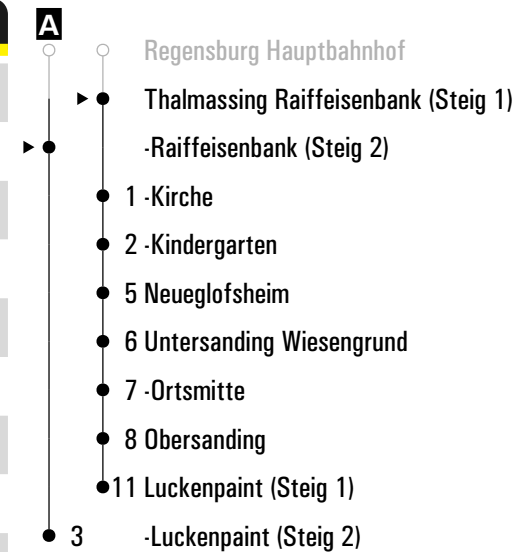 A
Regensburg Hauptbahnhof
Thalmassing Raiffeisenbank (Steig 1)
-Raiffeisenbank (Steig 2)
1 -Kirche
2 -Kindergarten
5 Neueglofsheim
6 Untersanding Wiesengrund
7 -Ortsmitte
8 Obersanding
11 Luckenpaint (Steig 1)
3 -Luckenpaint (Steig 2)